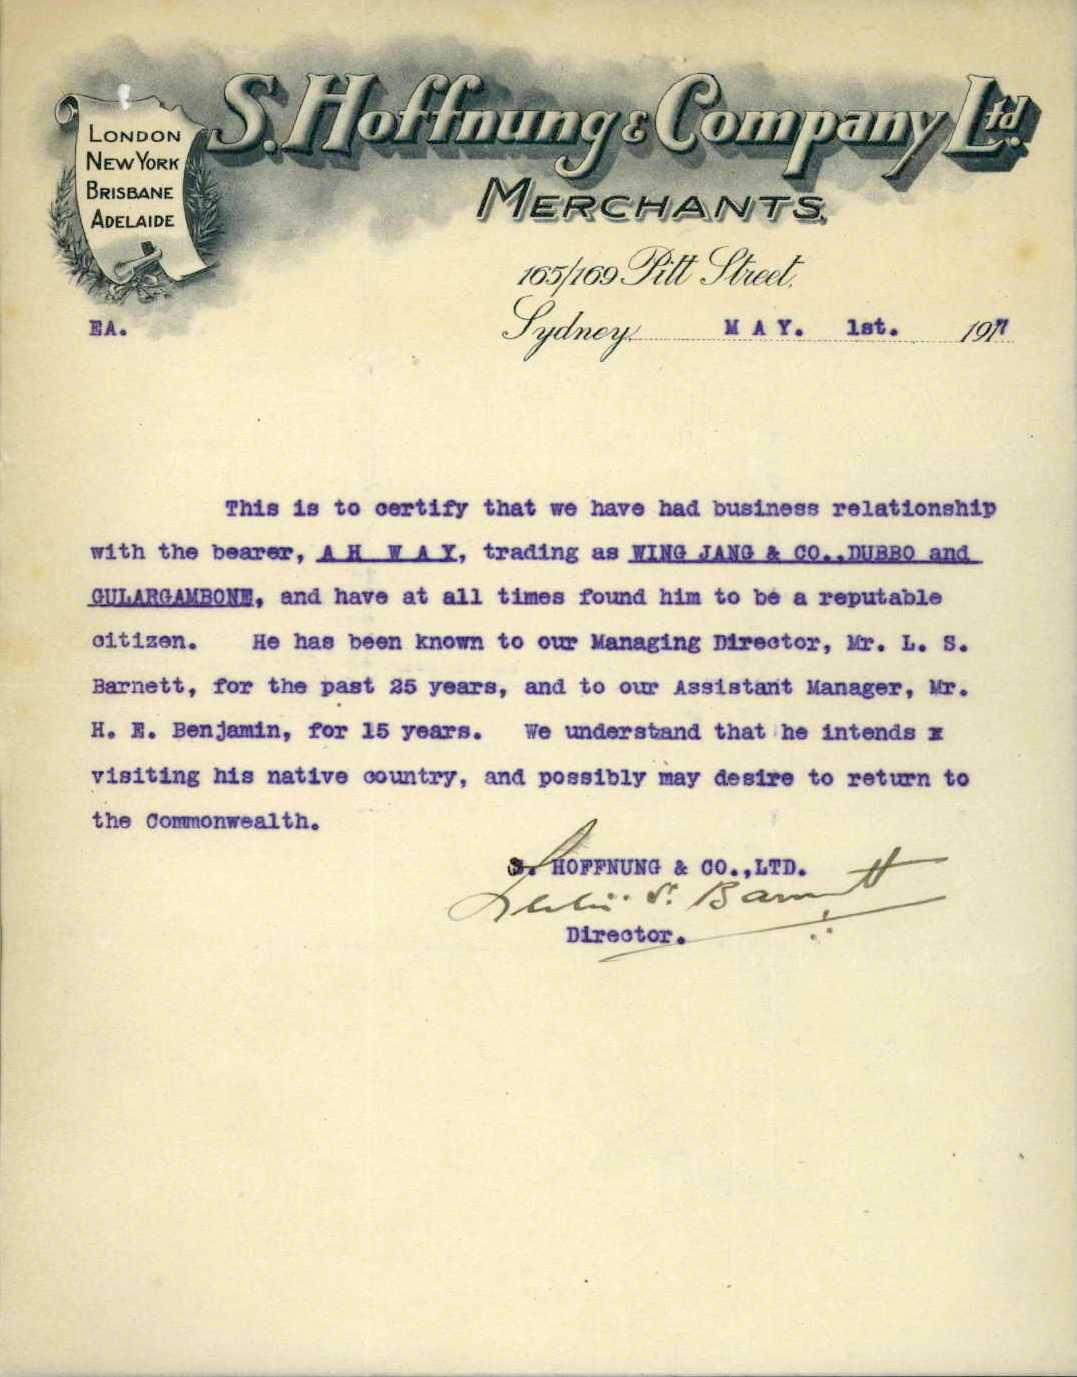 S. Hoffnung & Company Ltd.
MERCHANTS,
LONDON
NEW YORK
BRISBANE
ADELAIDE
165/169 Pitt Street,
EA.
Sydney, M A Y. 1st. 1917
This is to certify that we have had business relationship
with the bearer, A H W A Y, trading as WING JANG & CO., DUBBO and
GULARGAMBONE, and have at all times found him to be a reputable
citizen. He has been known to our Managing Director, Mr. L. S.
Barnett, for the past 25 years, and to our Assistant Manager, Mr.
H. E. Benjamin, for 15 years. We understand that he intends x
visiting his native country, and possibly may desire to return to
the Commonwealth.
S. HOFFNUNG & CO.,LTD.
Leslie S. Barnett
Director.